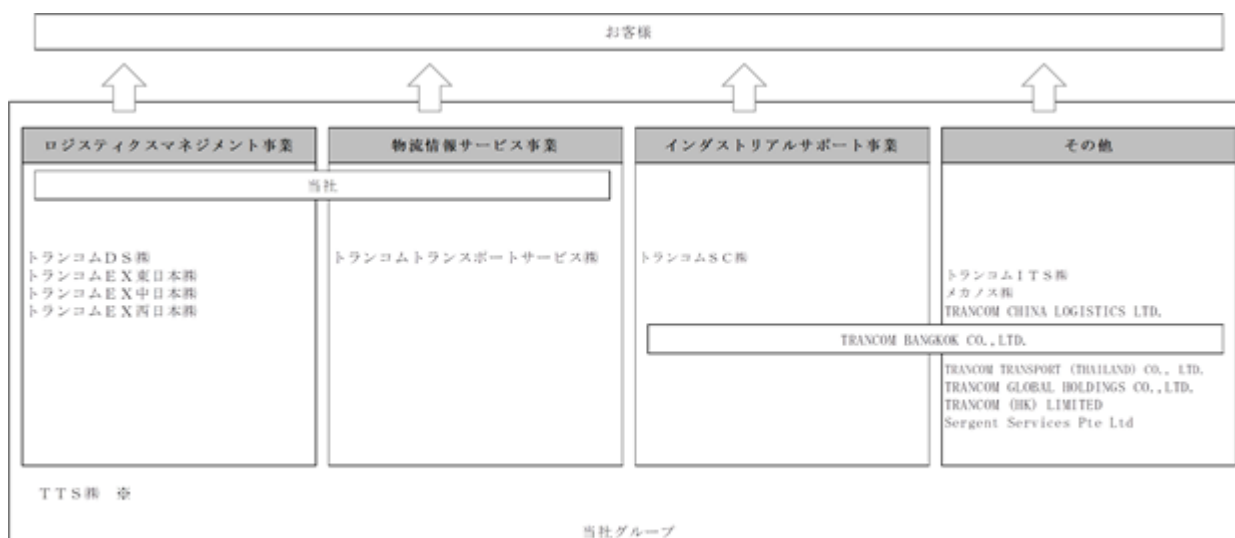 お客様
ロジスティクスマネジメント事業
物流情報サービス事業
インダストリアルサポート事業
その他
当社
トランコムDS㈱
トランコムEX東日本㈱
トランコムEX中日本㈱
トランコムEX西日本㈱
トランコムトランスポートサービス㈱
トランコムSC㈱
トランコムITS㈱
メカノス㈱
TRANCOM CHINA LOGISTICS LTD.
TRANCOM BANGKOK CO.,LTD.
TRANCOM TRANSPORT (THAILAND) CO., LTD.
TRANCOM GLOBAL HOLDINGS CO.,LTD.
TRANCOM (HK) LIMITED
Sergent Services Pte Ltd
TTS㈱ ※
当社グループ